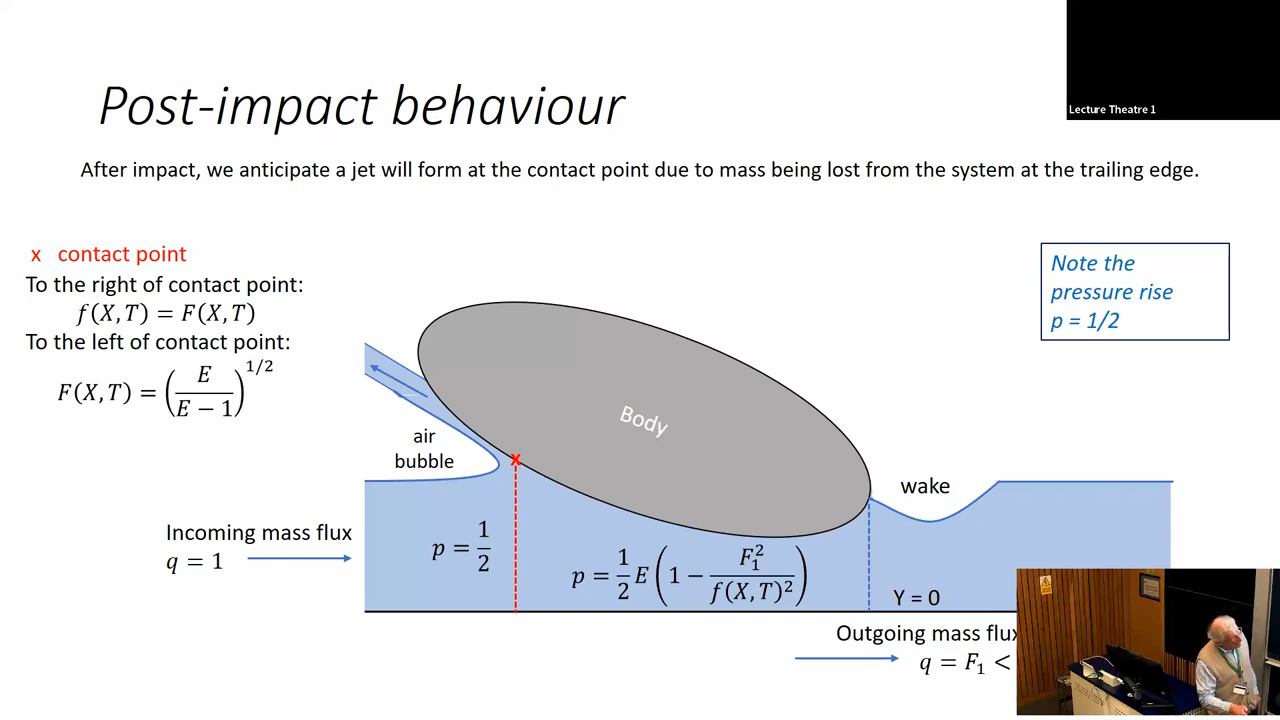 Lecture Theatre 1
Post-impact behaviour
After impact, we anticipate a jet will form at the contact point due to mass being lost from the system at the trailing edge.
x contact point
To the right of contact point:
f(X,T) = F(X,T)
To the left of contact point:
F(X,T) = (E/(E − 1))^{1/2}
Note the
pressure rise
p = 1/2
Body
air
bubble
x
wake
Incoming mass flux
q = 1
p = 1/2
p = 1/2 E (1 − F₁²/f(X,T)²)
Y = 0
Outgoing mass flux
q = F₁ <